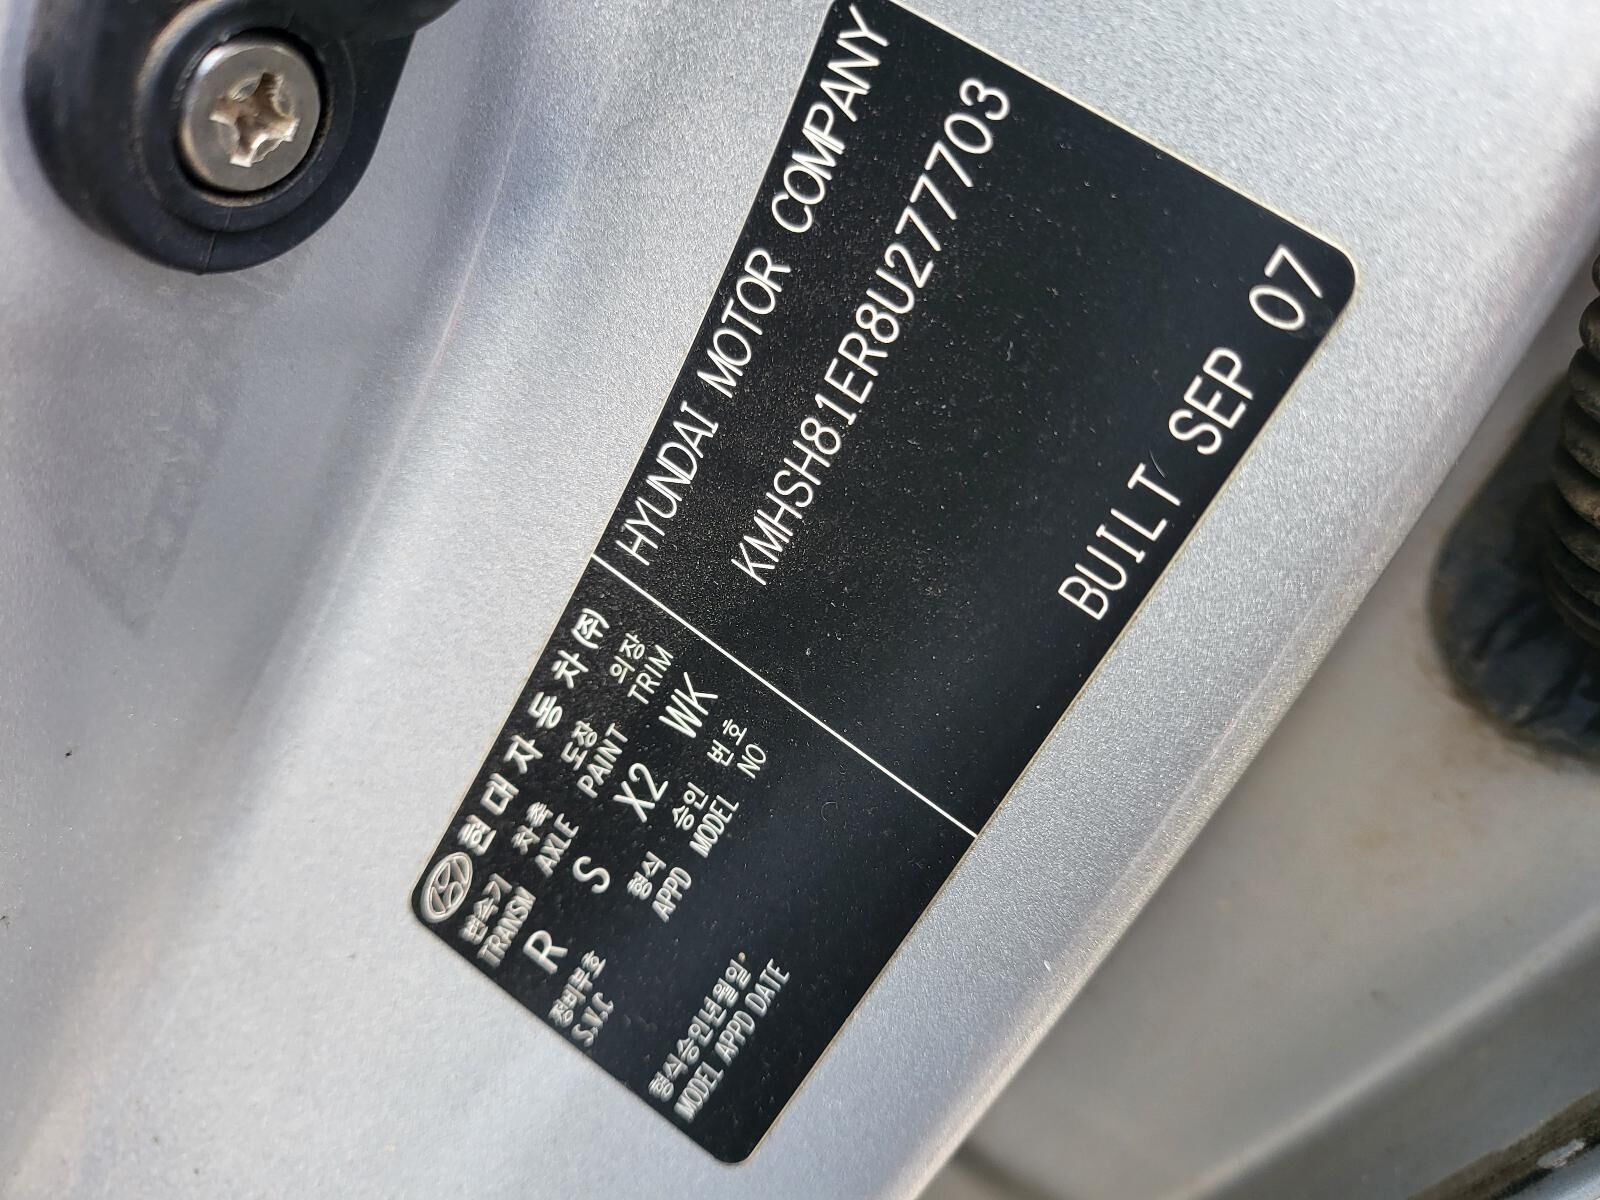 현대자동차(주)
변속기 차축 도장 의장
TRANSM AXLE PAINT TRIM
R S X2 WK
정비부호 형식 승인 번호
S.V.C APPD MODEL NO
형식승인년월일
MODEL APPD DATE
HYUNDAI MOTOR COMPANY
KMHSH81ER8U277703
BUILT SEP 07